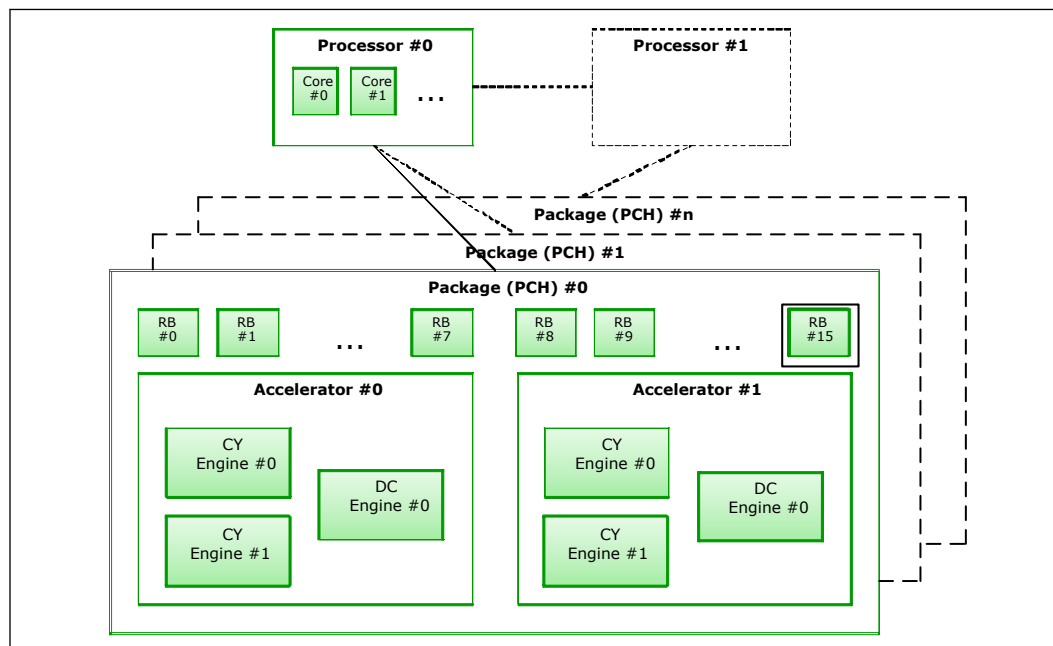 Processor #0
Processor #1
Core
#0
Core
#1
...
Package (PCH) #n
Package (PCH) #1
Package (PCH) #0
RB
#0
RB
#1
...
RB
#7
RB
#8
RB
#9
...
RB
#15
Accelerator #0
CY
Engine #0
DC
Engine #0
CY
Engine #1
Accelerator #1
CY
Engine #0
DC
Engine #0
CY
Engine #1